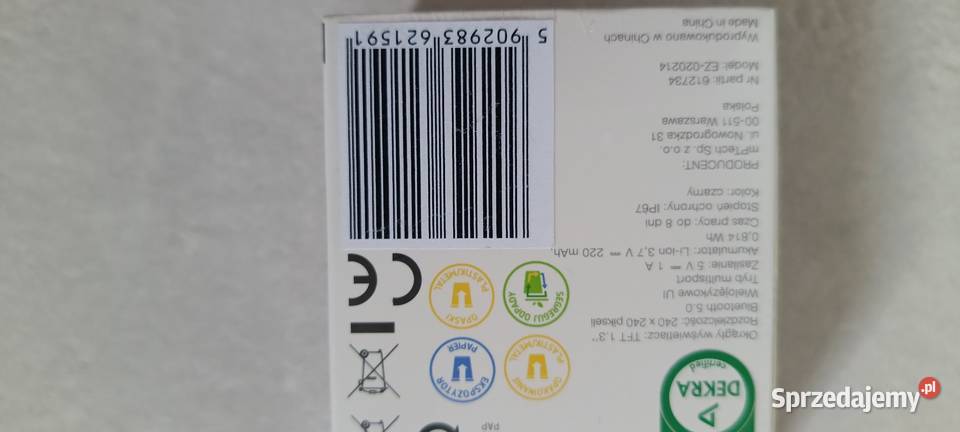 DEKRA
certified
Okrągły wyświetlacz: TFT 1.3"
Rozdzielczość: 240 x 240 pikseli
Bluetooth 5.0
Wielojęzykowe UI
Tryb multisport
Zasilanie: 5 V ⎓ 1 A
Akumulator: Li-ion 3,7 V ⎓ 220 mAh,
0,814 Wh
Czas pracy: do 8 dni
Stopień ochrony: IP67
Kolor: czarny
PRODUCENT:
mPTech Sp. z o.o.
ul. Nowogrodzka 31
00-511 Warszawa
Polska
Nr partii: 612734
Model: EZ-020214
Wyprodukowano w Chinach
Made in China
PAP
OPAKOWANIE
PLASTIK/METAL
EKSPOZYTOR
PAPIER
SEGREGUJ ODPADY
OPASKI
PLASTIK/METAL
CE
5 902983 621591
Sprzedajemy.pl